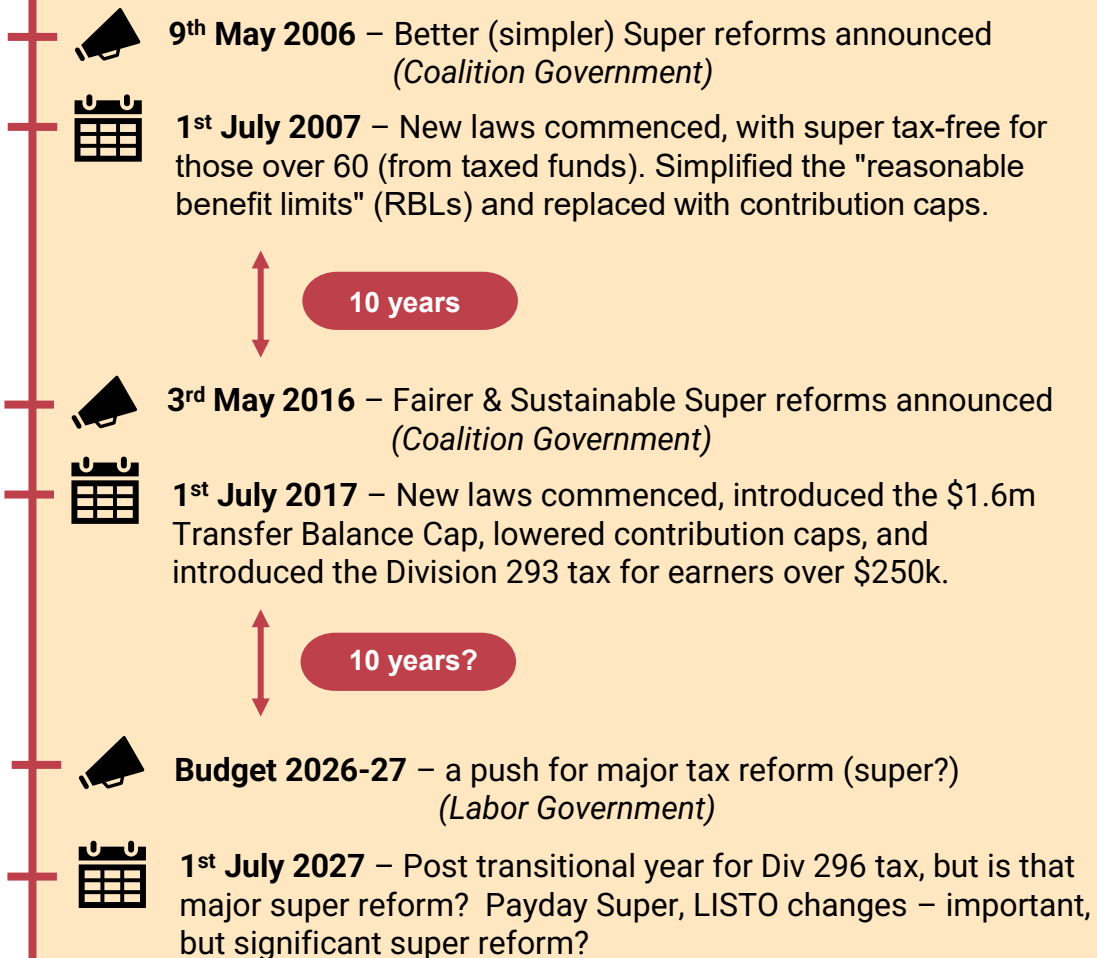 9th May 2006 – Better (simpler) Super reforms announced
(Coalition Government)
1st July 2007 – New laws commenced, with super tax-free for
those over 60 (from taxed funds). Simplified the "reasonable
benefit limits" (RBLs) and replaced with contribution caps.
10 years
3rd May 2016 – Fairer & Sustainable Super reforms announced
(Coalition Government)
1st July 2017 – New laws commenced, introduced the $1.6m
Transfer Balance Cap, lowered contribution caps, and
introduced the Division 293 tax for earners over $250k.
10 years?
Budget 2026-27 – a push for major tax reform (super?)
(Labor Government)
1st July 2027 – Post transitional year for Div 296 tax, but is that
major super reform?  Payday Super, LISTO changes – important,
but significant super reform?